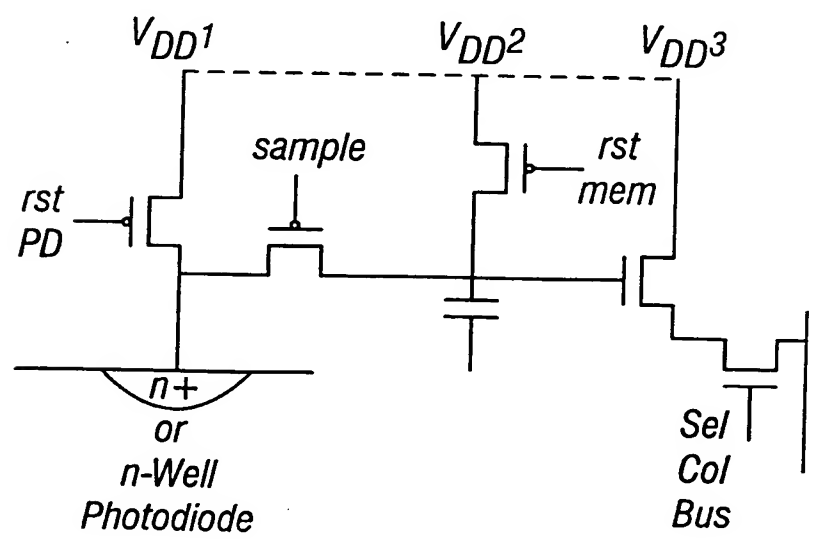 VDD1 VDD2 VDD3
sample
rst
mem
rst
PD
n+
or
n-Well
Photodiode
Sel
Col
Bus